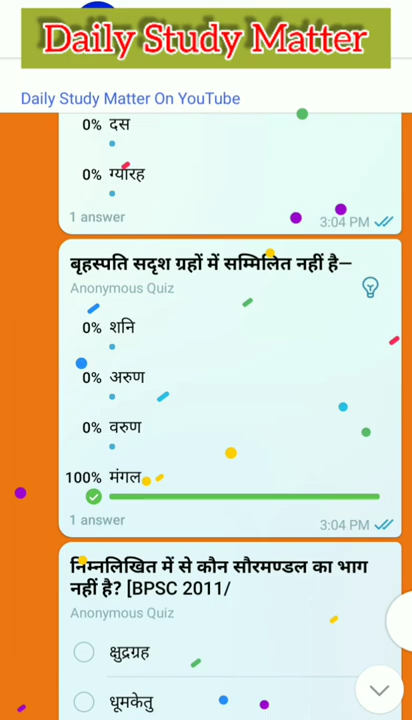 Daily Study Matter
Daily Study Matter On YouTube
0% दस
0% ग्यारह
1 answer
3:04 PM
बृहस्पति सदृश ग्रहों में सम्मिलित नहीं है—
Anonymous Quiz
0% शनि
0% अरुण
0% वरुण
100% मंगल
1 answer
3:04 PM
निम्नलिखित में से कौन सौरमण्डल का भाग
नहीं है? [BPSC 2011/
Anonymous Quiz
क्षुद्रग्रह
धूमकेतु